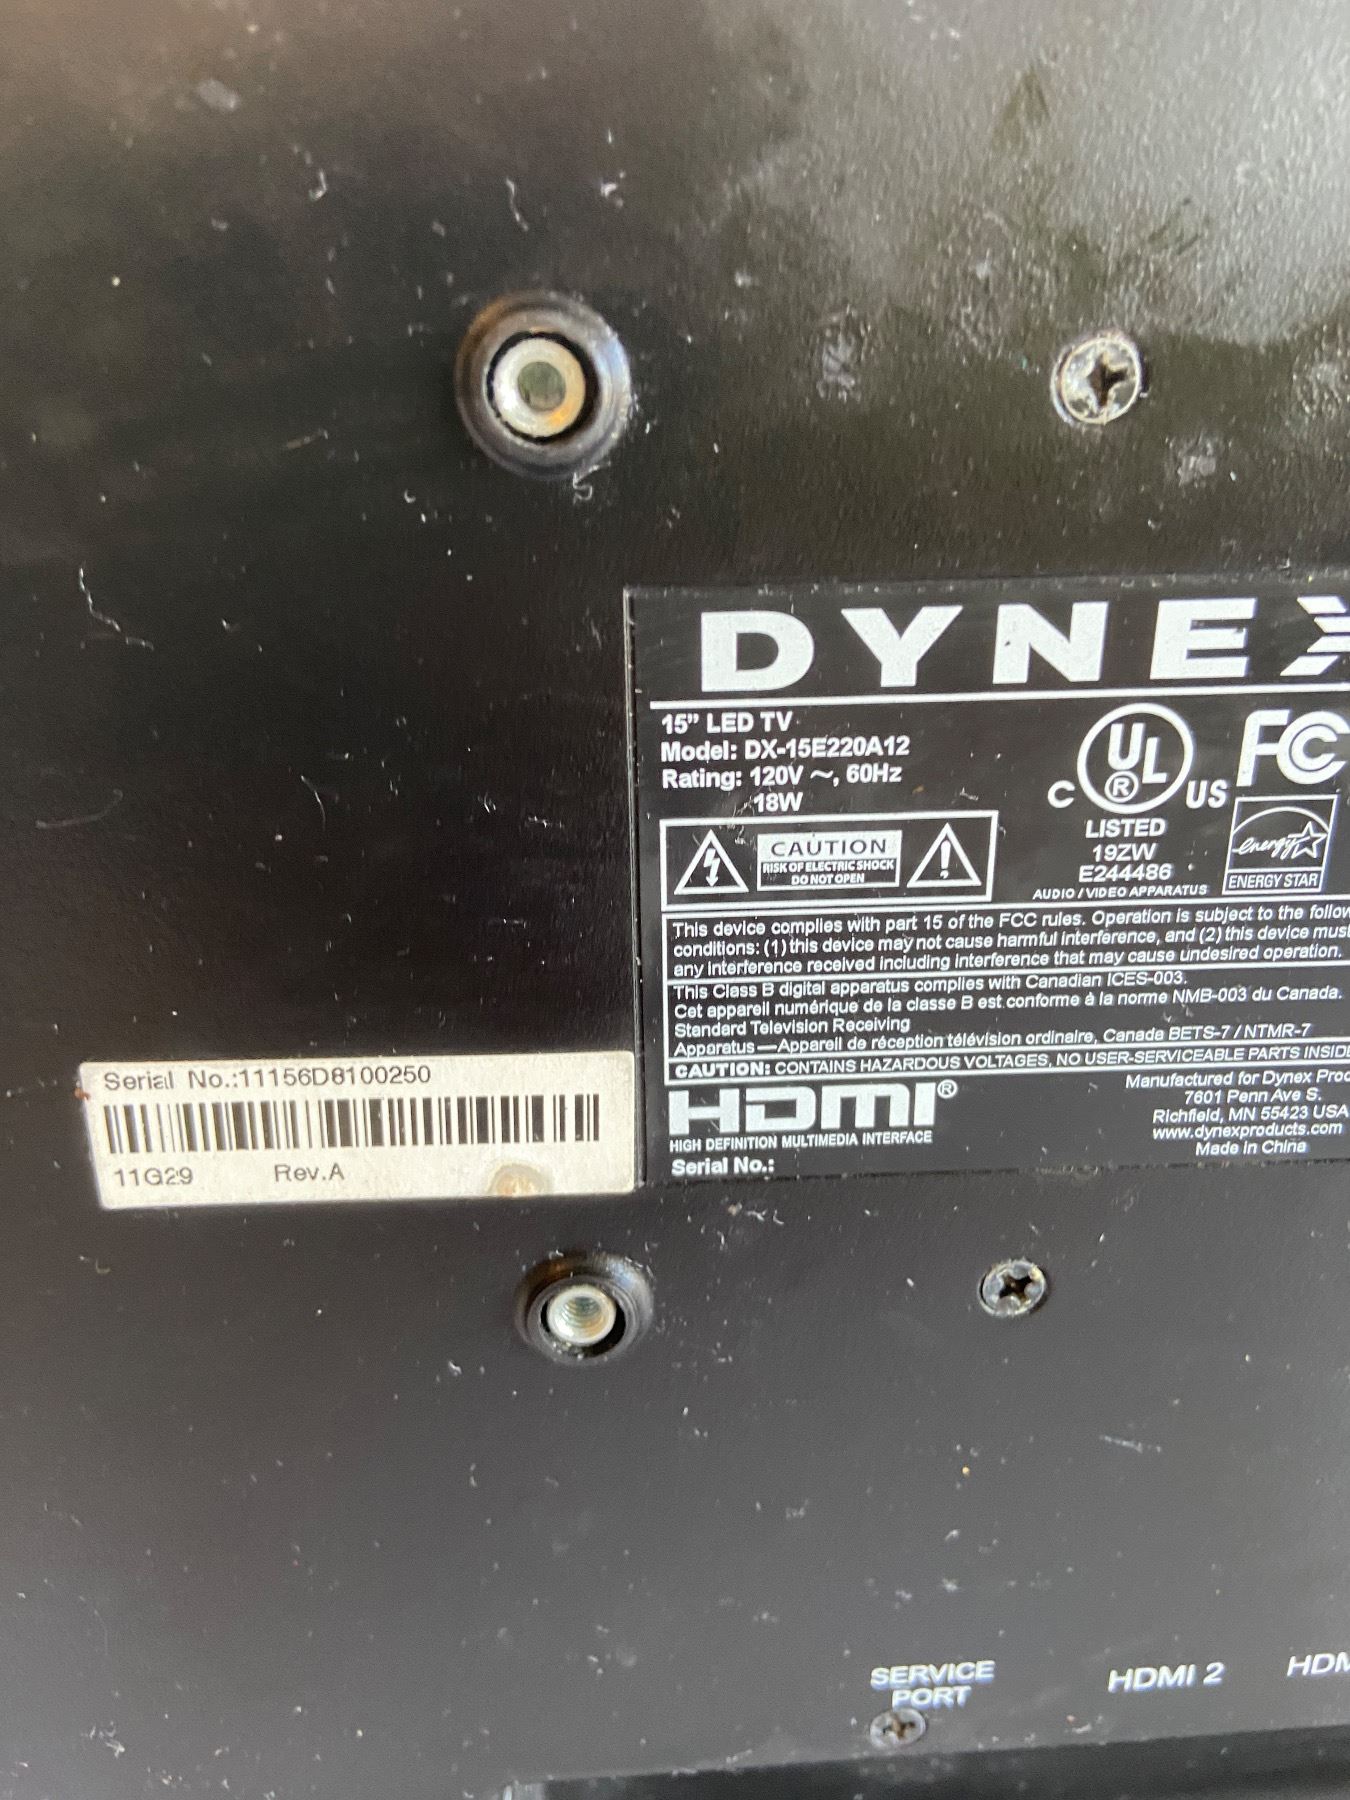 DYNEX
15” LED TV
Model: DX-15E220A12
Rating: 120V ~, 60Hz
18W
C UL ® US
LISTED
19ZW
E244486
AUDIO / VIDEO APPARATUS
FC
energy
ENERGY STAR
CAUTION
RISK OF ELECTRIC SHOCK
DO NOT OPEN
This device complies with part 15 of the FCC rules. Operation is subject to the
conditions: (1) this device may not cause harmful interference, and (2) this device must
any interference received including interference that may cause undesired operation.
This Class B digital apparatus complies with Canadian ICES-003.
Cet appareil numérique de la classe B est conforme à la norme NMB-003 du Canada.
Standard Television Receiving
Apparatus — Appareil de réception télévision ordinaire, Canada BETS-7 / NTMR-7
CAUTION: CONTAINS HAZARDOUS VOLTAGES, NO USER-SERVICEABLE PARTS INSIDE
HDMI®
HIGH DEFINITION MULTIMEDIA INTERFACE
Serial No.:
Manufactured for Dynex
7601 Penn Ave S.
Richfield, MN 55423 USA
www.dynexproducts.com
Made in China
Serial No.:11156D8100250
11G29 Rev.A
SERVICE
PORT
HDMI 2